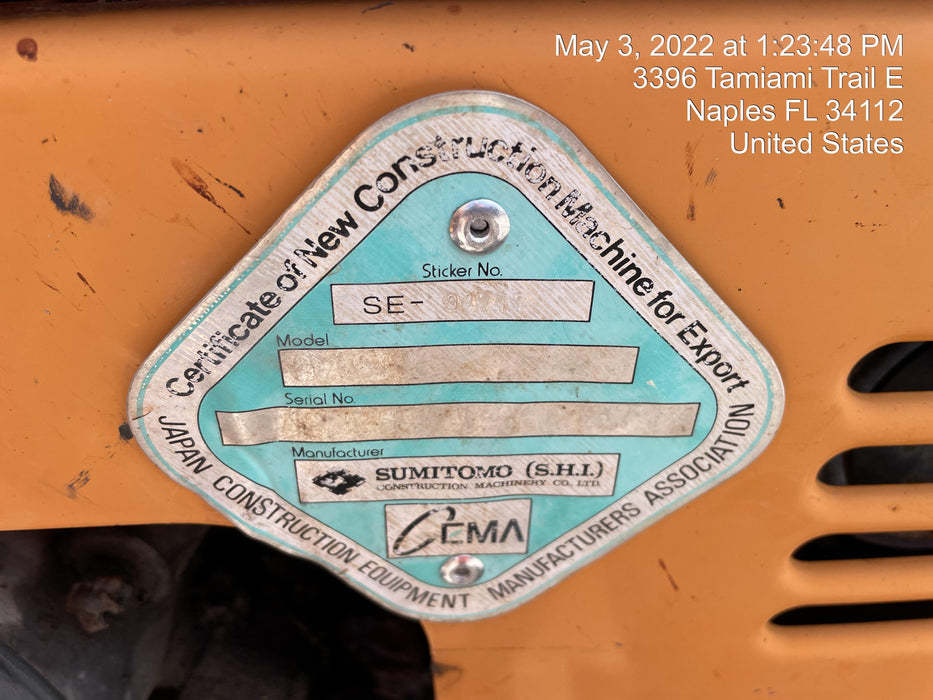 May 3, 2022 at 1:23:48 PM
3396 Tamiami Trail E
Naples FL 34112
United States
Certificate of New Construction Machine for Export
Sticker No.
SE-
Model
Serial No.
Manufacturer
SUMITOMO (S.H.I.)
CONSTRUCTION MACHINERY CO., LTD.
CEMA
JAPAN CONSTRUCTION EQUIPMENT MANUFACTURERS ASSOCIATION